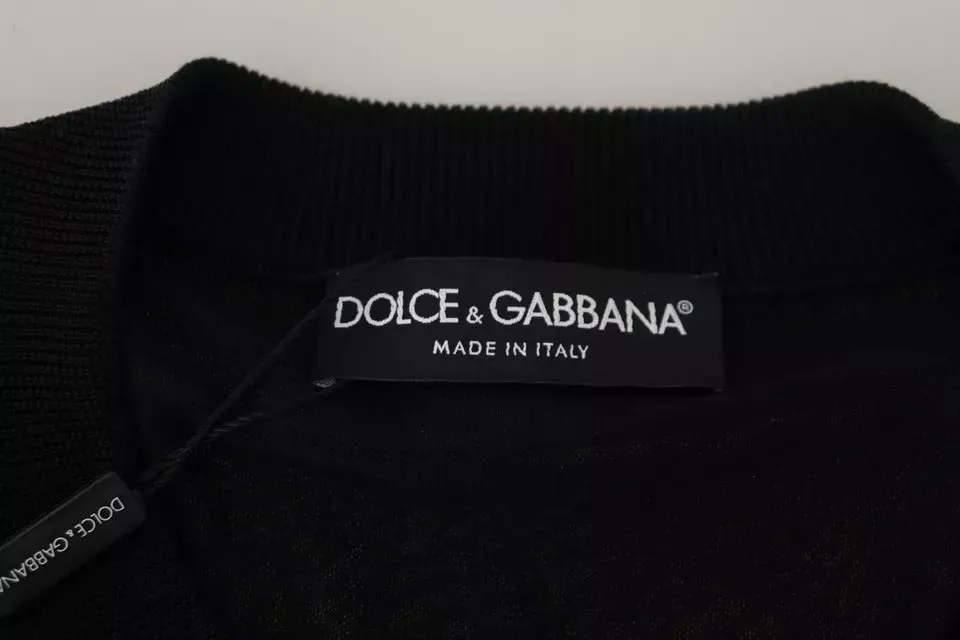 DOLCE & GABBANA®
MADE IN ITALY
DOLCE & GABBANA